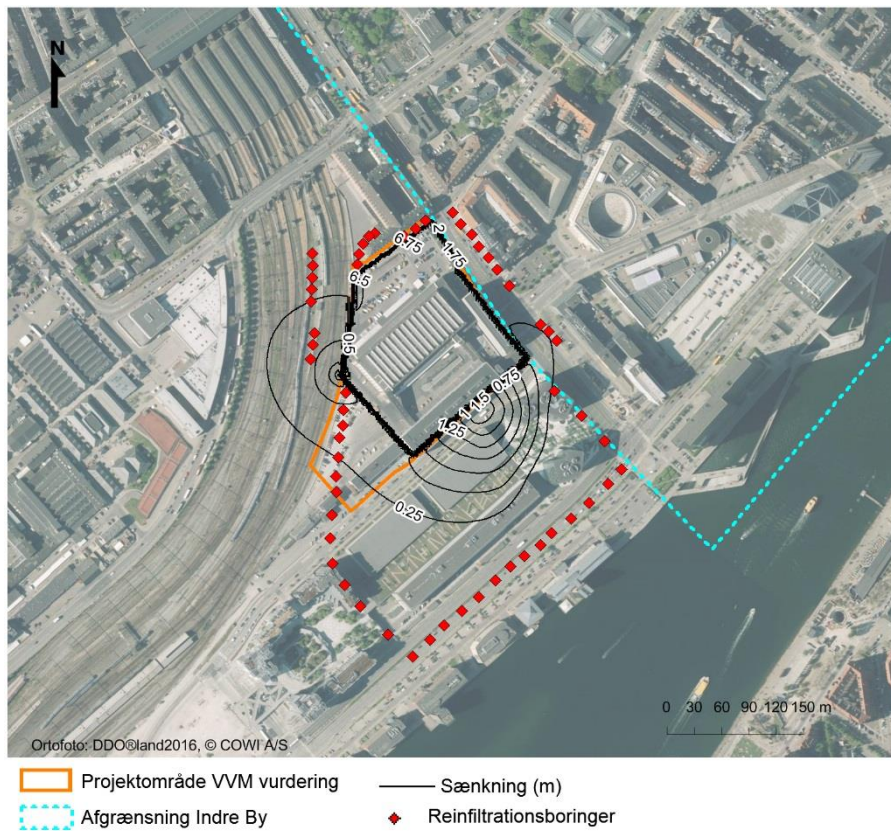 N
6.75
2
1.75
6.5
0.5
0.75
1.5
1
1.25
0.25
0 30 60 90 120 150 m
Ortofoto: DDO®land2016, © COWI A/S
Projektområde VVM vurdering
Sænkning (m)
Afgrænsning Indre By
Reinfiltrationsboringer